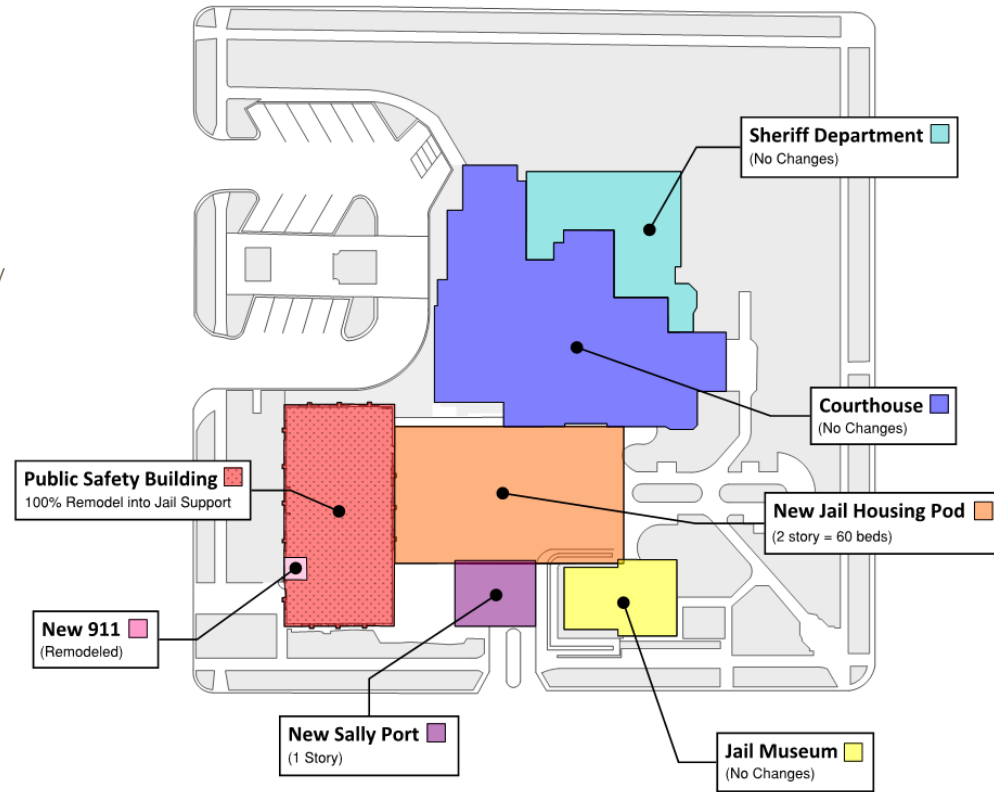 Sheriff Department
(No Changes)
Courthouse
(No Changes)
Public Safety Building
100% Remodel into Jail Support
New Jail Housing Pod
(2 story = 60 beds)
New 911
(Remodeled)
New Sally Port
(1 Story)
Jail Museum
(No Changes)